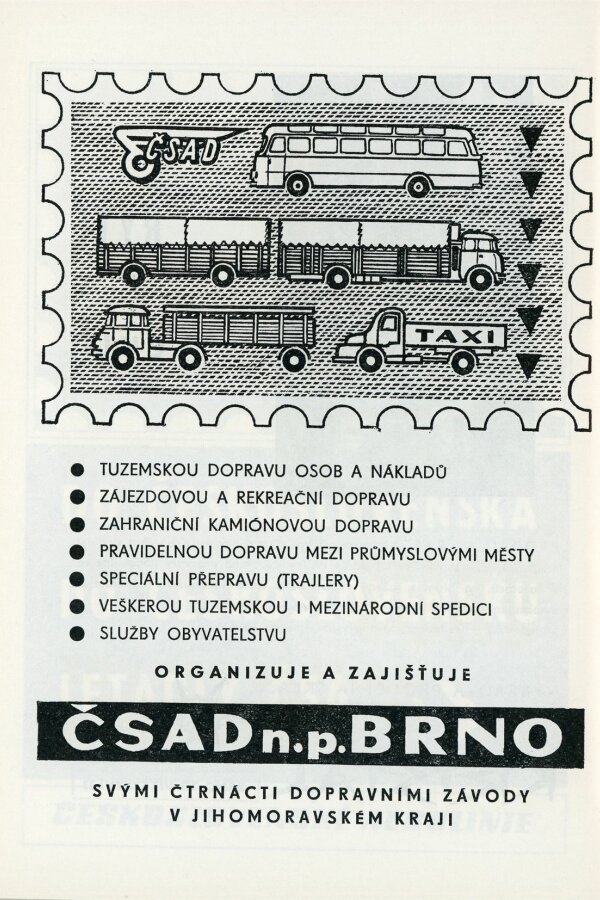 ČSAD
TAXI
TUZEMSKOU DOPRAVU OSOB A NÁKLADŮ
ZÁJEZDOVOU A REKREAČNÍ DOPRAVU
ZAHRANIČNÍ KAMIÓNOVOU DOPRAVU
PRAVIDELNOU DOPRAVU MEZI PRŮMYSLOVÝMI MĚSTY
SPECIÁLNÍ PŘEPRAVU (TRAJLERY)
VEŠKEROU TUZEMSKOU I MEZINÁRODNÍ SPEDICI
SLUŽBY OBYVATELSTVU
ORGANIZUJE A ZAJIŠŤUJE
ČSAD n.p. BRNO
SVÝMI ČTRNÁCTI DOPRAVNÍMI ZÁVODY
V JIHOMORAVSKÉM KRAJI